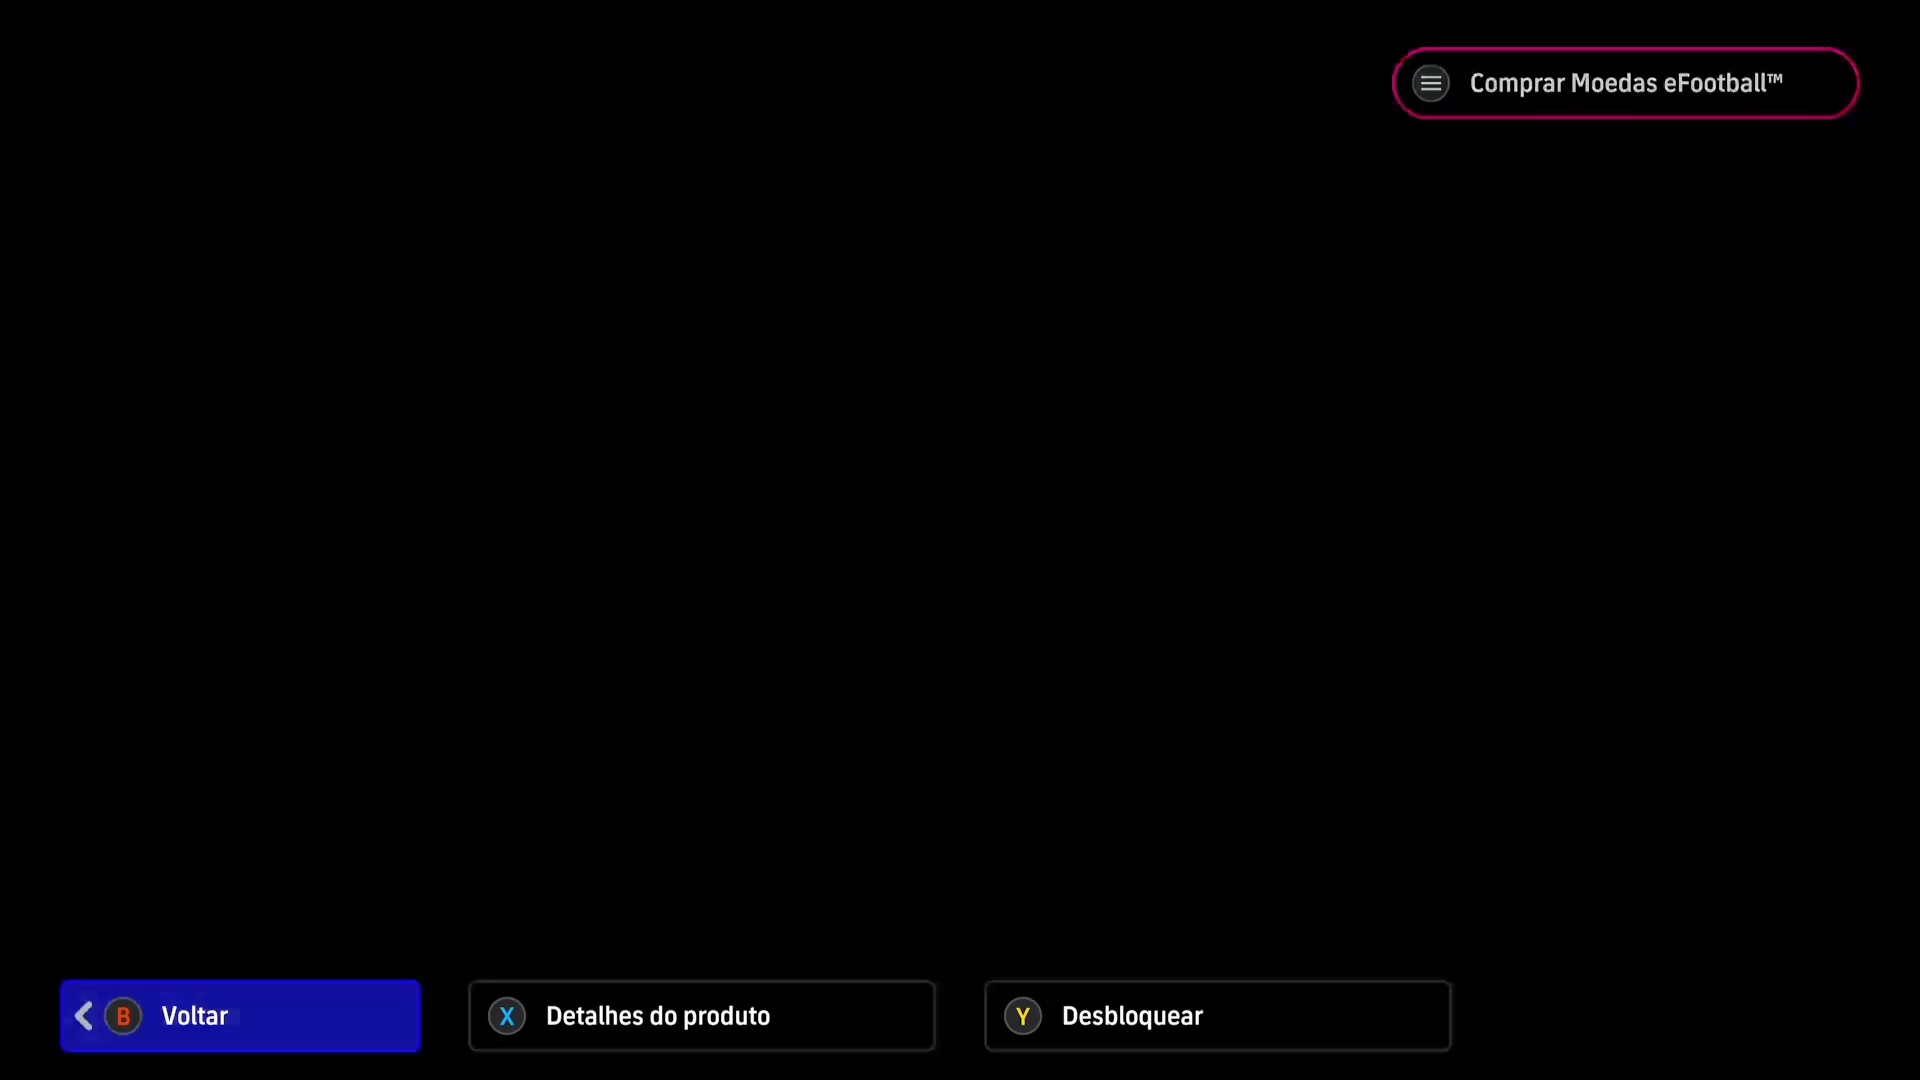 Comprar Moedas eFootball™
B Voltar
X Detalhes do produto
Y Desbloquear